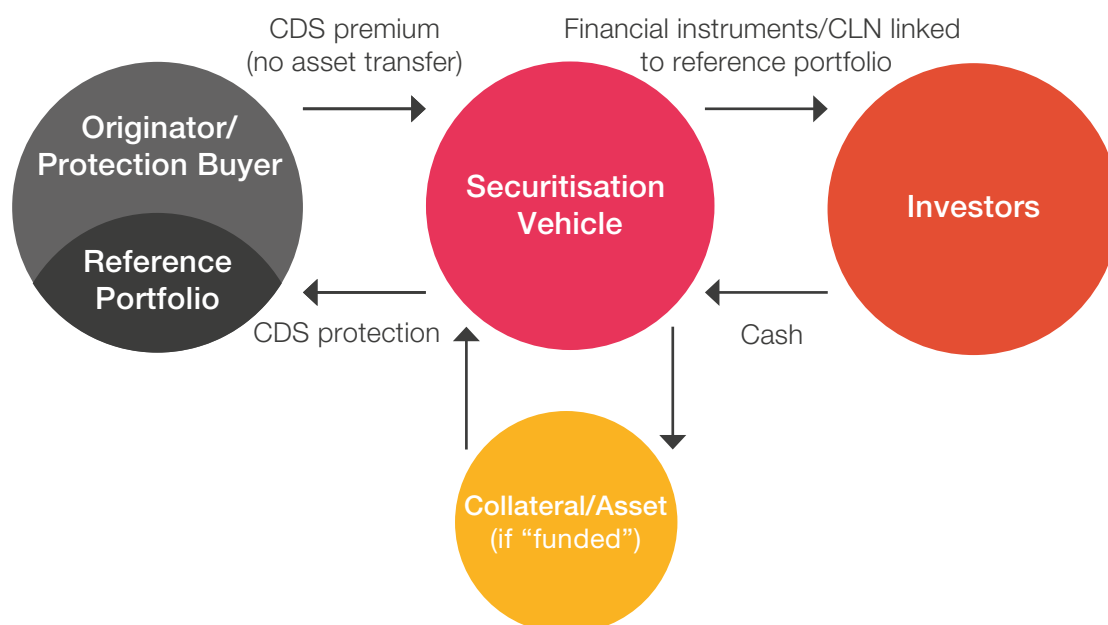 CDS premium
(no asset transfer)
Financial instruments/CLN linked
to reference portfolio
Originator/
Protection Buyer
Securitisation
Vehicle
Investors
Reference
Portfolio
CDS protection
Cash
Collateral/Asset
(if “funded”)